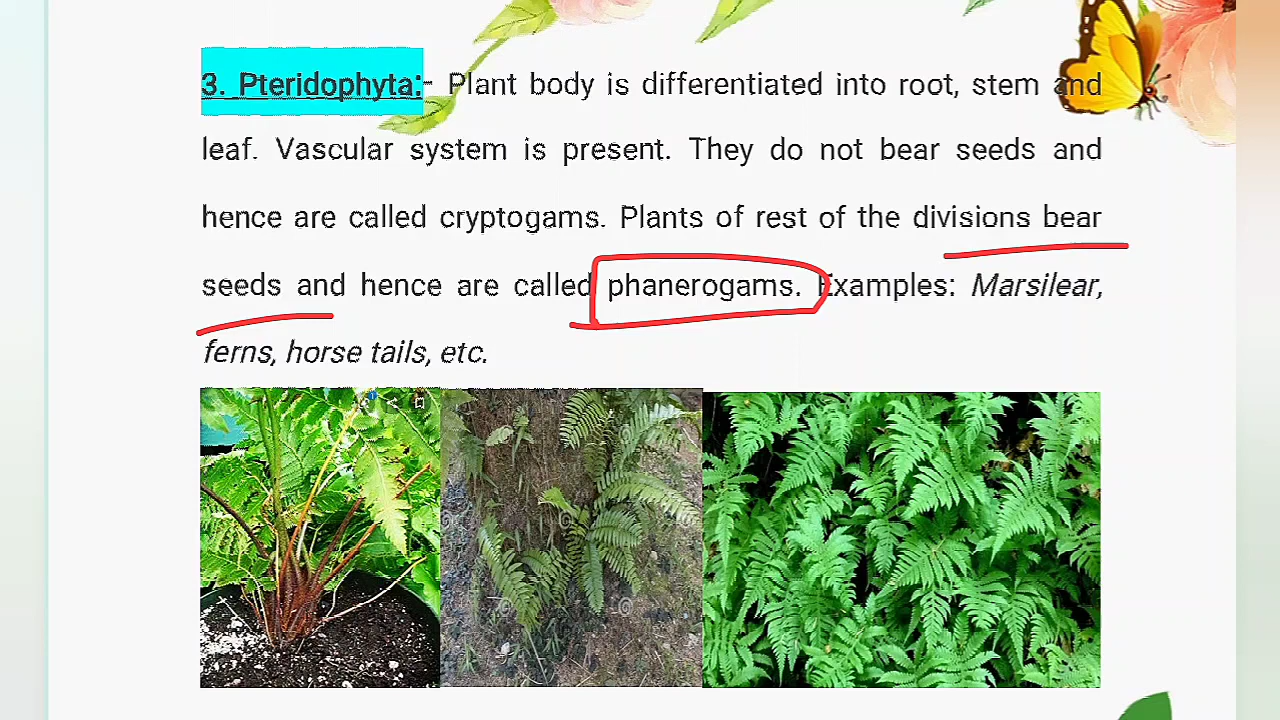 3. Pteridophyta:- Plant body is differentiated into root, stem and
leaf. Vascular system is present. They do not bear seeds and
hence are called cryptogams. Plants of rest of the divisions bear
seeds and hence are called phanerogams. Examples: Marsilear,
ferns, horse tails, etc.